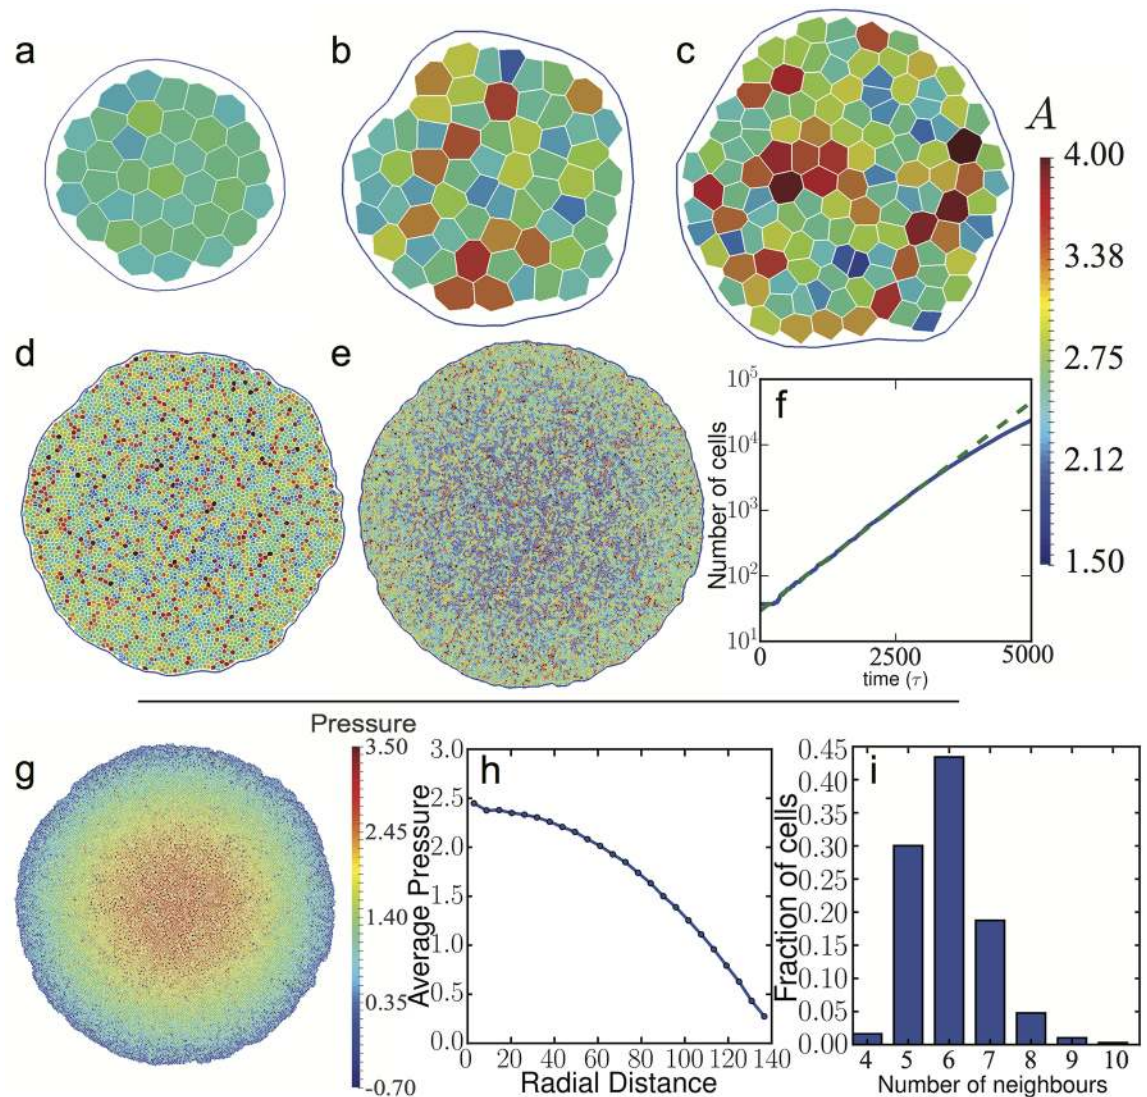 a
b
c
A
4.00
3.38
2.75
2.12
1.50
d
e
f
Number of cells
10^5
10^4
10^3
10^2
10^1
0
2500
5000
time (τ)
g
Pressure
3.50
2.45
1.40
0.35
-0.70
h
Average Pressure
3.0
2.5
2.0
1.5
1.0
0.5
0.0
0 20 40 60 80 100 120 140
Radial Distance
i
Fraction of cells
0.45
0.40
0.35
0.30
0.25
0.20
0.15
0.10
0.05
0.00
4 5 6 7 8 9 10
Number of neighbours